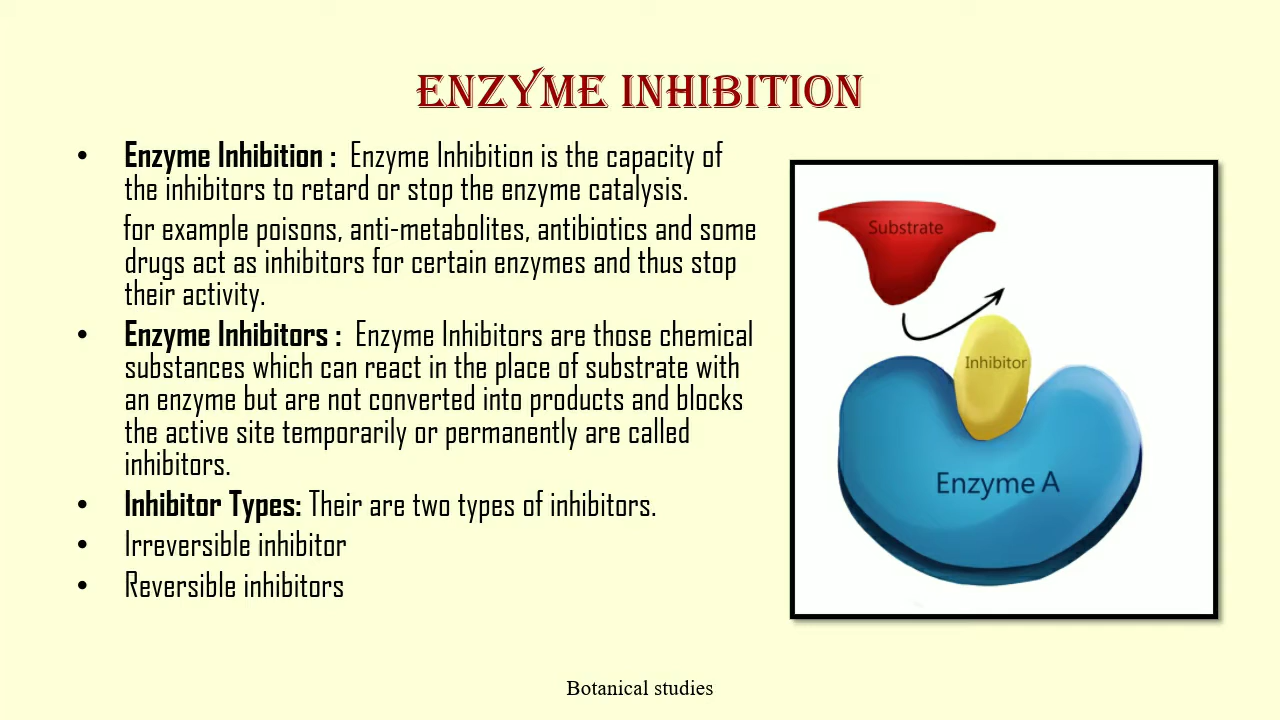 ENZYME INHIBITION
• Enzyme Inhibition : Enzyme Inhibition is the capacity of
the inhibitors to retard or stop the enzyme catalysis.
for example poisons, anti-metabolites, antibiotics and some
drugs act as inhibitors for certain enzymes and thus stop
their activity.
• Enzyme Inhibitors : Enzyme Inhibitors are those chemical
substances which can react in the place of substrate with
an enzyme but are not converted into products and blocks
the active site temporarily or permanently are called
inhibitors.
• Inhibitor Types: Their are two types of inhibitors.
• Irreversible inhibitor
• Reversible inhibitors
Substrate
Inhibitor
Enzyme A
Botanical studies